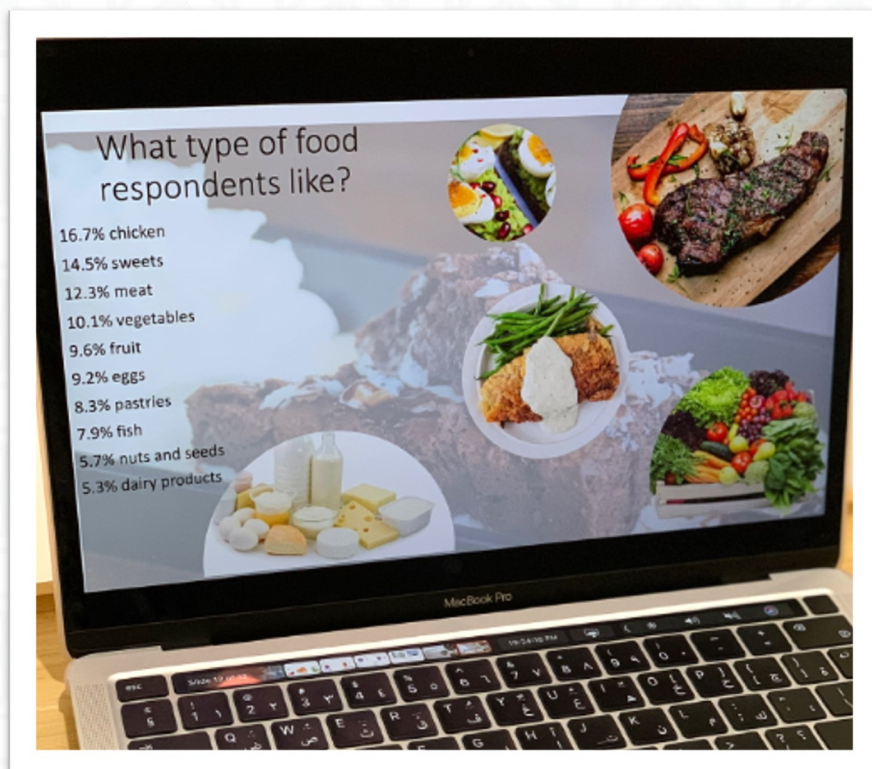 What type of food
respondents like?
16.7% chicken
14.5% sweets
12.3% meat
10.1% vegetables
9.6% fruit
9.2% eggs
8.3% pastries
7.9% fish
5.7% nuts and seeds
5.3% dairy products
MacBook Pro
esc
Q ض W ص E ث R ق T ف Y غ U ع I ه O خ P ح
G H J K L